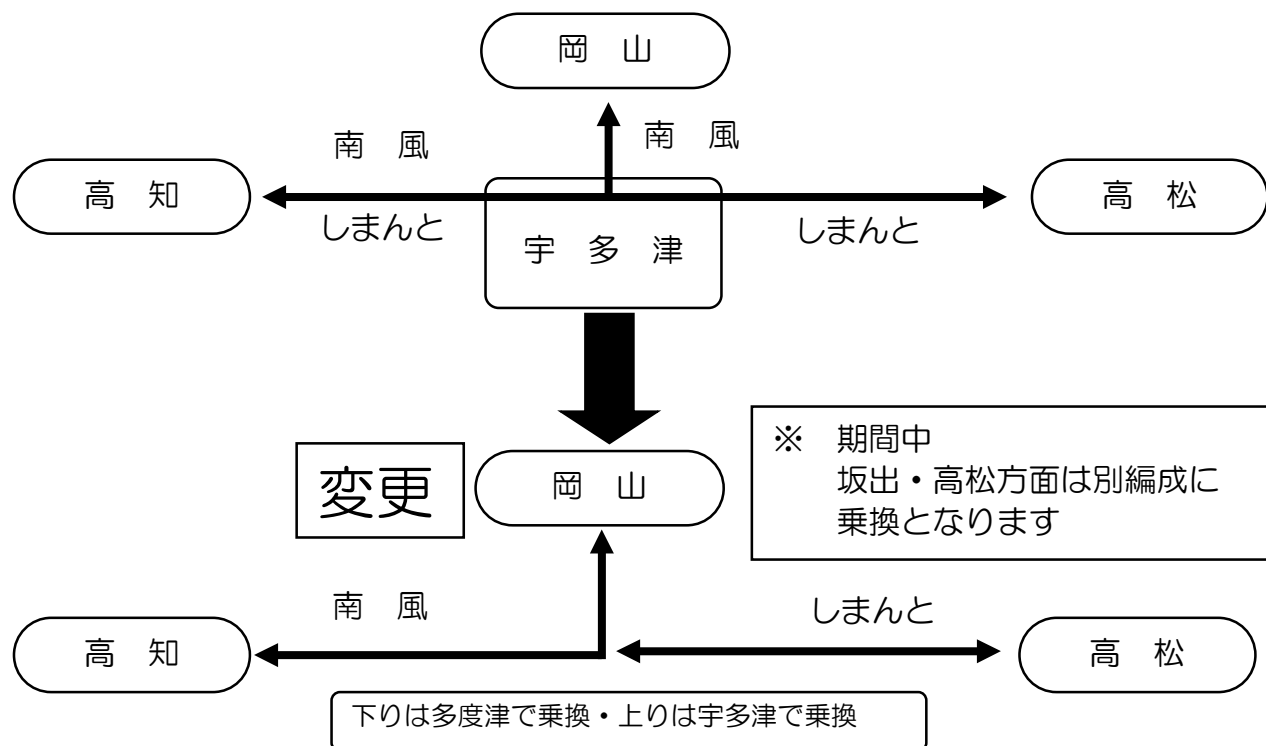 岡　山
南　風
南　風
高　知
高　松
しまんと
しまんと
宇　多　津
変更
岡　山
※　期間中
坂出・高松方面は別編成に
乗換となります
南　風
しまんと
高　知
高　松
下りは多度津で乗換・上りは宇多津で乗換